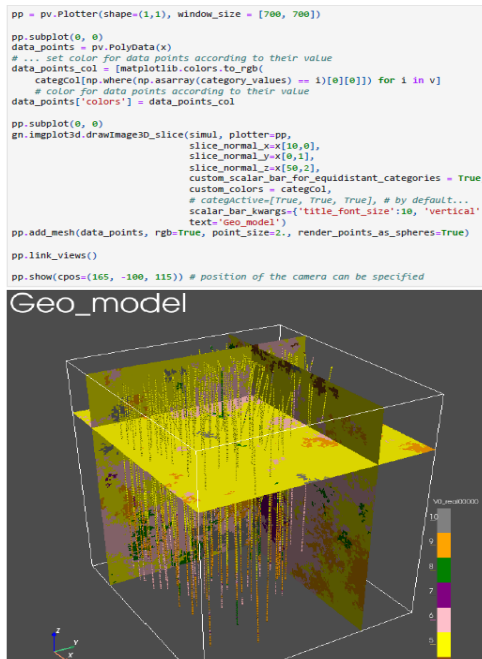 pp = pv.Plotter(shape=(1,1), window_size = [700, 700])
pp.subplot(0, 0)
data_points = pv.PolyData(x)
# ... set color for data points according to their value
data_points_col = [matplotlib.colors.to_rgb(
categCol[np.where(np.asarray(category_values) == i)[0][0]]) for i in v]
# color for data points according to their value
data_points['colors'] = data_points_col
pp.subplot(0, 0)
gn.imgplot3d.drawImage3D_slice(simul, plotter=pp,
slice_normal_x=x[10,0],
slice_normal_y=x[0,1],
slice_normal_z=x[50,2],
custom_scalar_bar_for_equidistant_categories = True
custom_colors = categCol,
# categActive=[True, True, True], # by default...
scalar_bar_kwargs={'title_font_size':10, 'vertical'
text='Geo_model')
pp.add_mesh(data_points, rgb=True, point_size=2., render_points_as_spheres=True)
pp.link_views()
pp.show(cpos=(165, -100, 115)) # position of the camera can be specified
Geo_model
V0_real00000
10
9
8
7
6
5
Z
Y
X